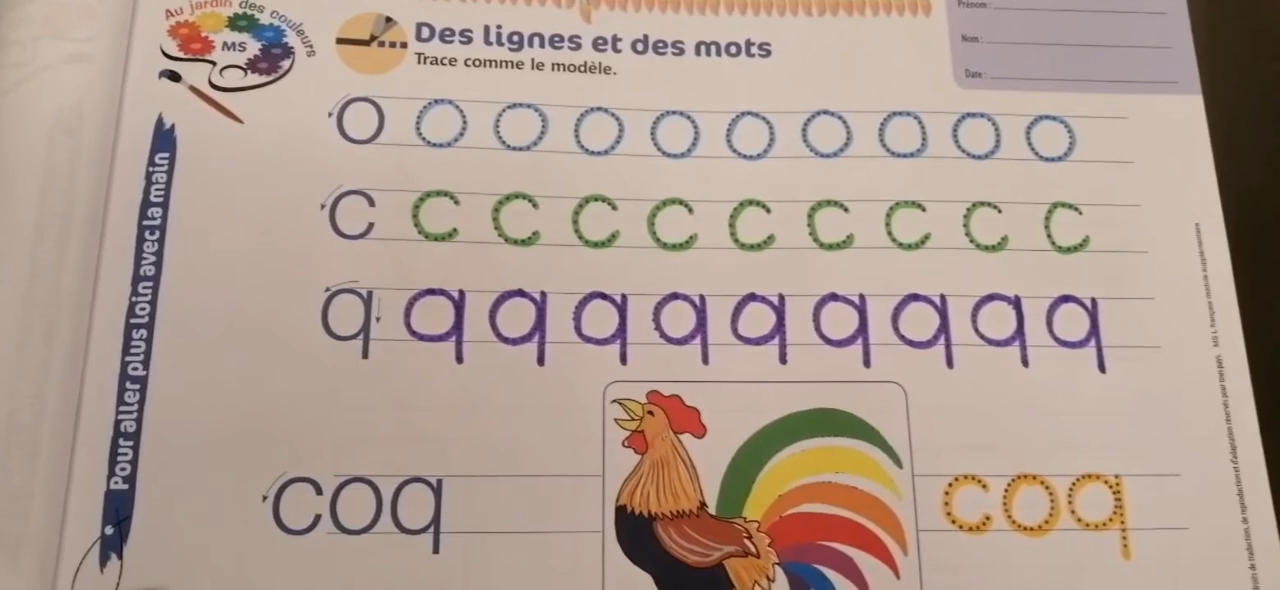 Au jardin des couleurs
MS
Des lignes et des mots
Trace comme le modèle.
Prénom :
Nom :
Date :
Pour aller plus loin avec la main
o o o o o o o o o o
c c c c c c c c c c
q q q q q q q q q q
coq coq